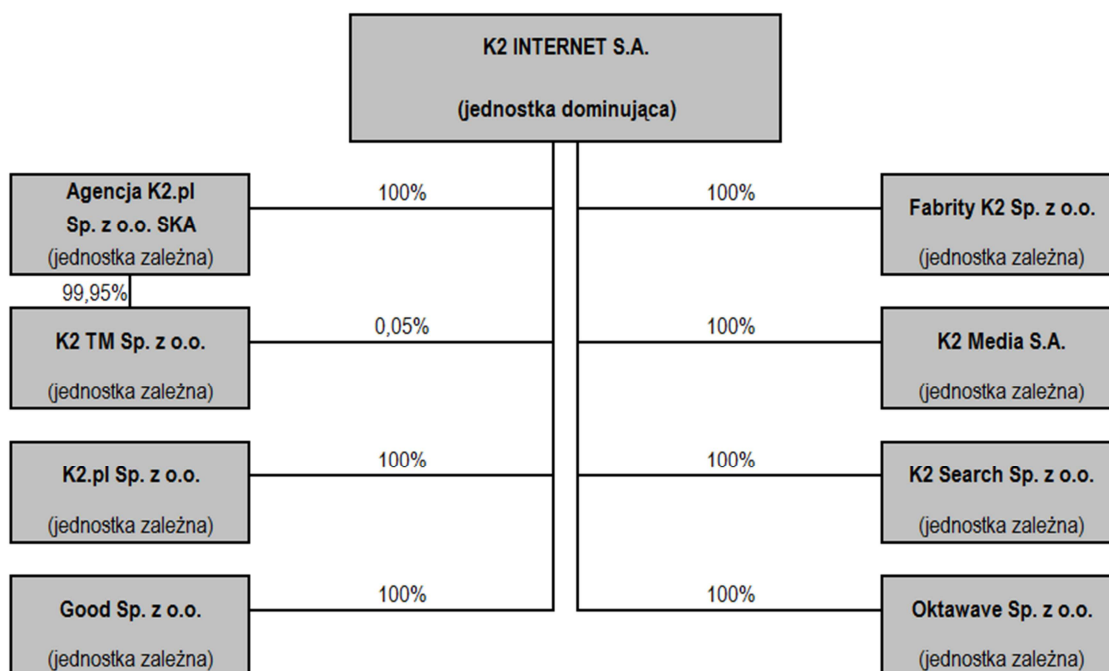 K2 INTERNET S.A.
(jednostka dominująca)
Agencja K2.pl
Sp. z o.o. SKA
(jednostka zależna)
100%
100%
Fabrity K2 Sp. z o.o.
(jednostka zależna)
99,95%
K2 TM Sp. z o.o.
(jednostka zależna)
0,05%
100%
K2 Media S.A.
(jednostka zależna)
K2.pl Sp. z o.o.
(jednostka zależna)
100%
100%
K2 Search Sp. z o.o.
(jednostka zależna)
Good Sp. z o.o.
(jednostka zależna)
100%
100%
Oktawave Sp. z o.o.
(jednostka zależna)